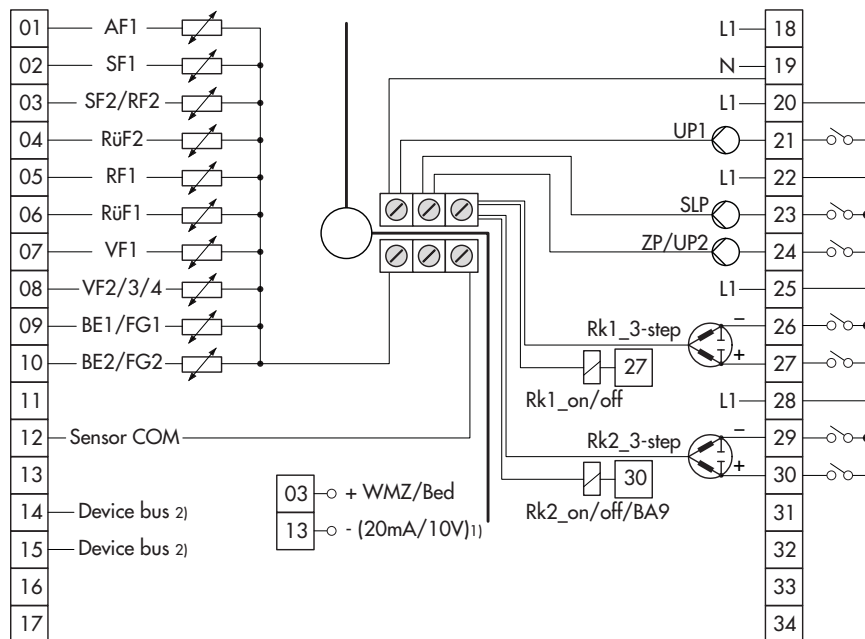 01 AF1
02 SF1
03 SF2/RF2
04 RüF2
05 RF1
06 RüF1
07 VF1
08 VF2/3/4
09 BE1/FG1
10 BE2/FG2
11
12 Sensor COM
13
14 Device bus 2)
15 Device bus 2)
16
17
03 + WMZ/Bed
13 - (20mA/10V)1)
L1 18
N 19
L1 20
UP1 21
L1 22
SLP 23
ZP/UP2 24
L1 25
Rk1_3-step − 26
27 + 27
Rk1_on/off
L1 28
Rk2_3-step − 29
30 + 30
Rk2_on/off/BA9
31
32
33
34